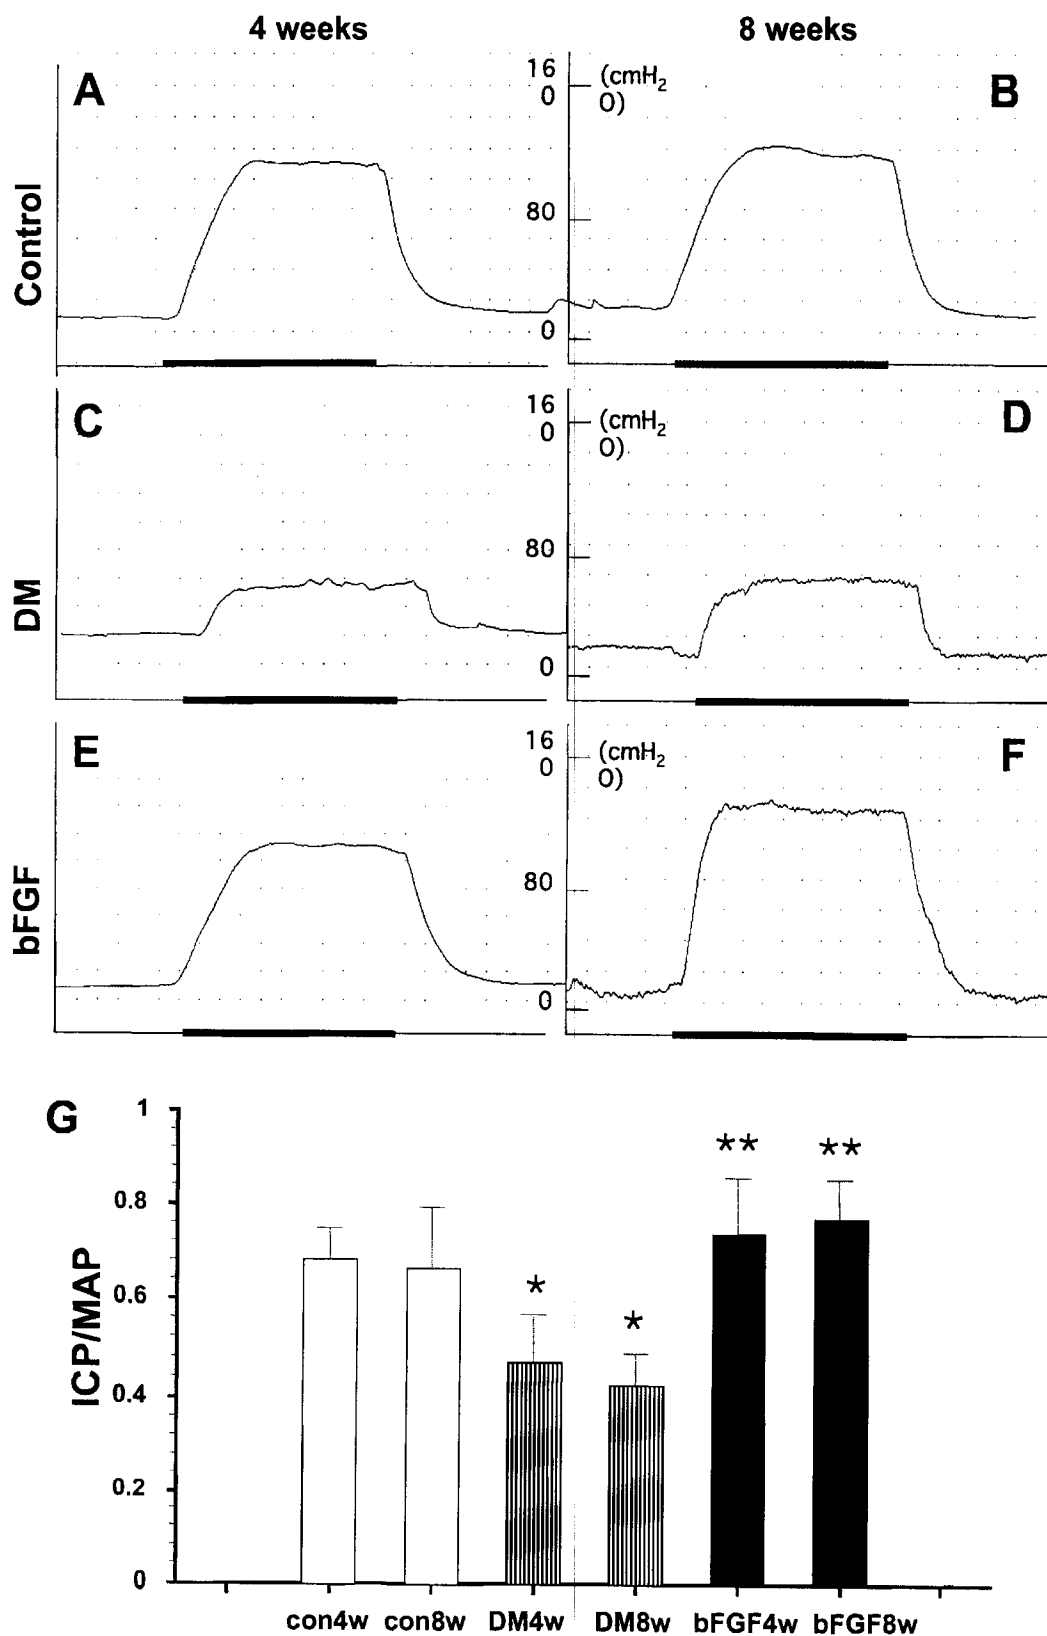 4 weeks
8 weeks
A
16
0
(cmH2
O)
B
Control
80
0
C
16
0
(cmH2
O)
D
DM
80
0
E
16
0
(cmH2
O)
F
bFGF
80
0
G
1
** **
0.8
*
*
ICP/MAP
0.6
0.4
0.2
0
con4w con8w DM4w DM8w bFGF4w bFGF8w